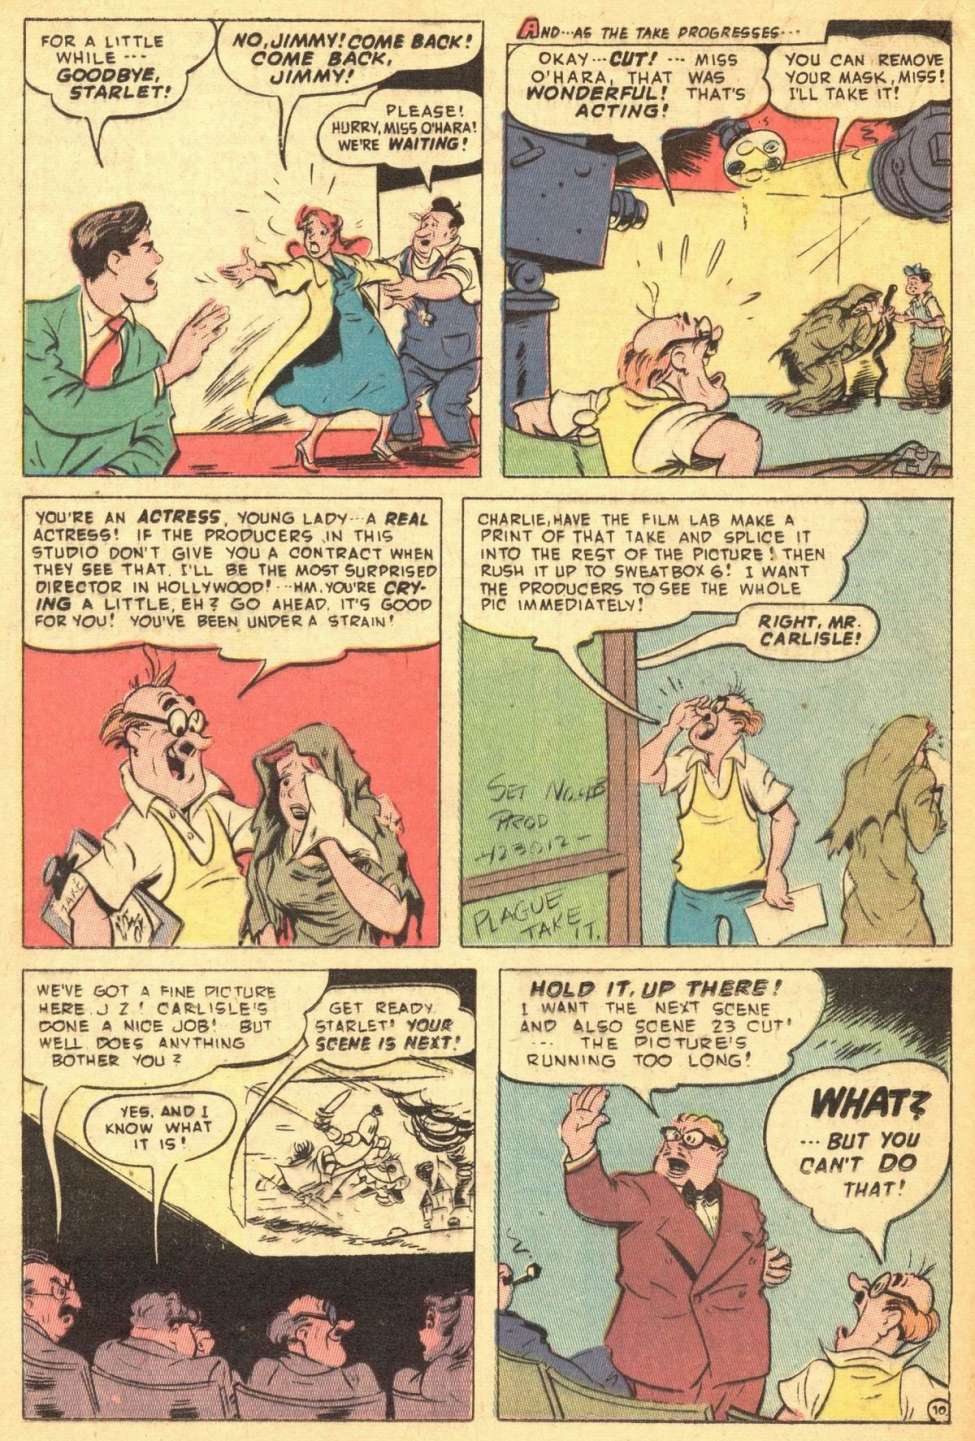 FOR A LITTLE
WHILE ---
GOODBYE,
STARLET!
NO, JIMMY! COME BACK!
COME BACK,
JIMMY!
PLEASE!
HURRY, MISS O'HARA!
WE'RE WAITING!
AND--AS THE TAKE PROGRESSES---
OKAY---CUT! -- MISS
O'HARA, THAT WAS
WONDERFUL! THAT'S
ACTING!
YOU CAN REMOVE
YOUR MASK, MISS!
I'LL TAKE IT!
YOU'RE AN ACTRESS, YOUNG LADY--A REAL
ACTRESS! IF THE PRODUCERS IN THIS
STUDIO DON'T GIVE YOU A CONTRACT WHEN
THEY SEE THAT, I'LL BE THE MOST SURPRISED
DIRECTOR IN HOLLYWOOD!--HM. YOU'RE CRY-
ING A LITTLE, EH? GO AHEAD, IT'S GOOD
FOR YOU! YOU'VE BEEN UNDER A STRAIN!
TAKE
CHARLIE, HAVE THE FILM LAB MAKE A
PRINT OF THAT TAKE AND SPLICE IT
INTO THE REST OF THE PICTURE! THEN
RUSH IT UP TO SWEATBOX 6! I WANT
THE PRODUCERS TO SEE THE WHOLE
PIC IMMEDIATELY!
RIGHT, MR.
CARLISLE!
SET
PROD
-423012-
PLAGUE
TAKE
IT.
WE'VE GOT A FINE PICTURE
HERE J Z! CARLISLE'S
DONE A NICE JOB! BUT
WELL DOES ANYTHING
BOTHER YOU?
GET READY,
STARLET! YOUR
SCENE IS NEXT!
YES, AND I
KNOW WHAT
IT IS!
HOLD IT, UP THERE!
I WANT THE NEXT SCENE
AND ALSO SCENE 23 CUT!
--- THE PICTURE'S
RUNNING TOO LONG!
WHAT?
--- BUT YOU
CAN'T DO
THAT!
10